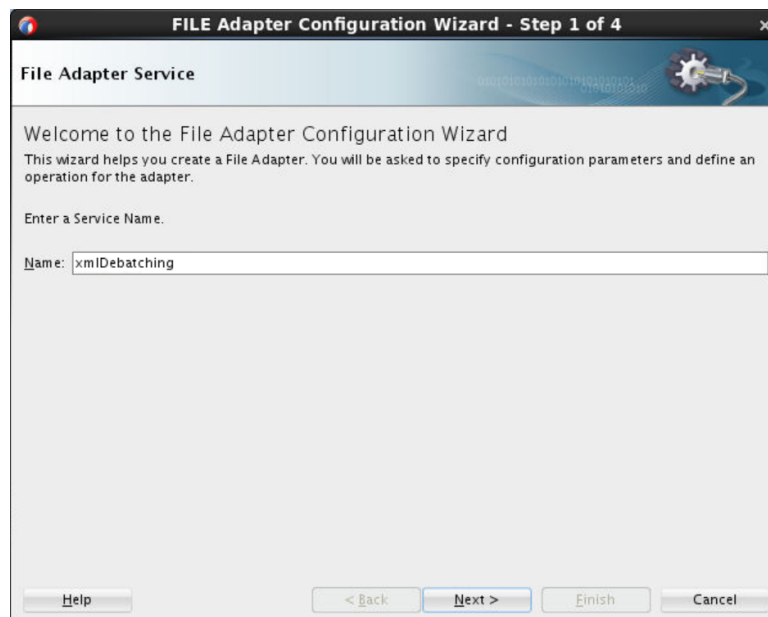 FILE Adapter Configuration Wizard - Step 1 of 4
File Adapter Service
Welcome to the File Adapter Configuration Wizard
This wizard helps you create a File Adapter. You will be asked to specify configuration parameters and define an
operation for the adapter.
Enter a Service Name.
Name: xmlDebatching
Help < Back Next > Finish Cancel